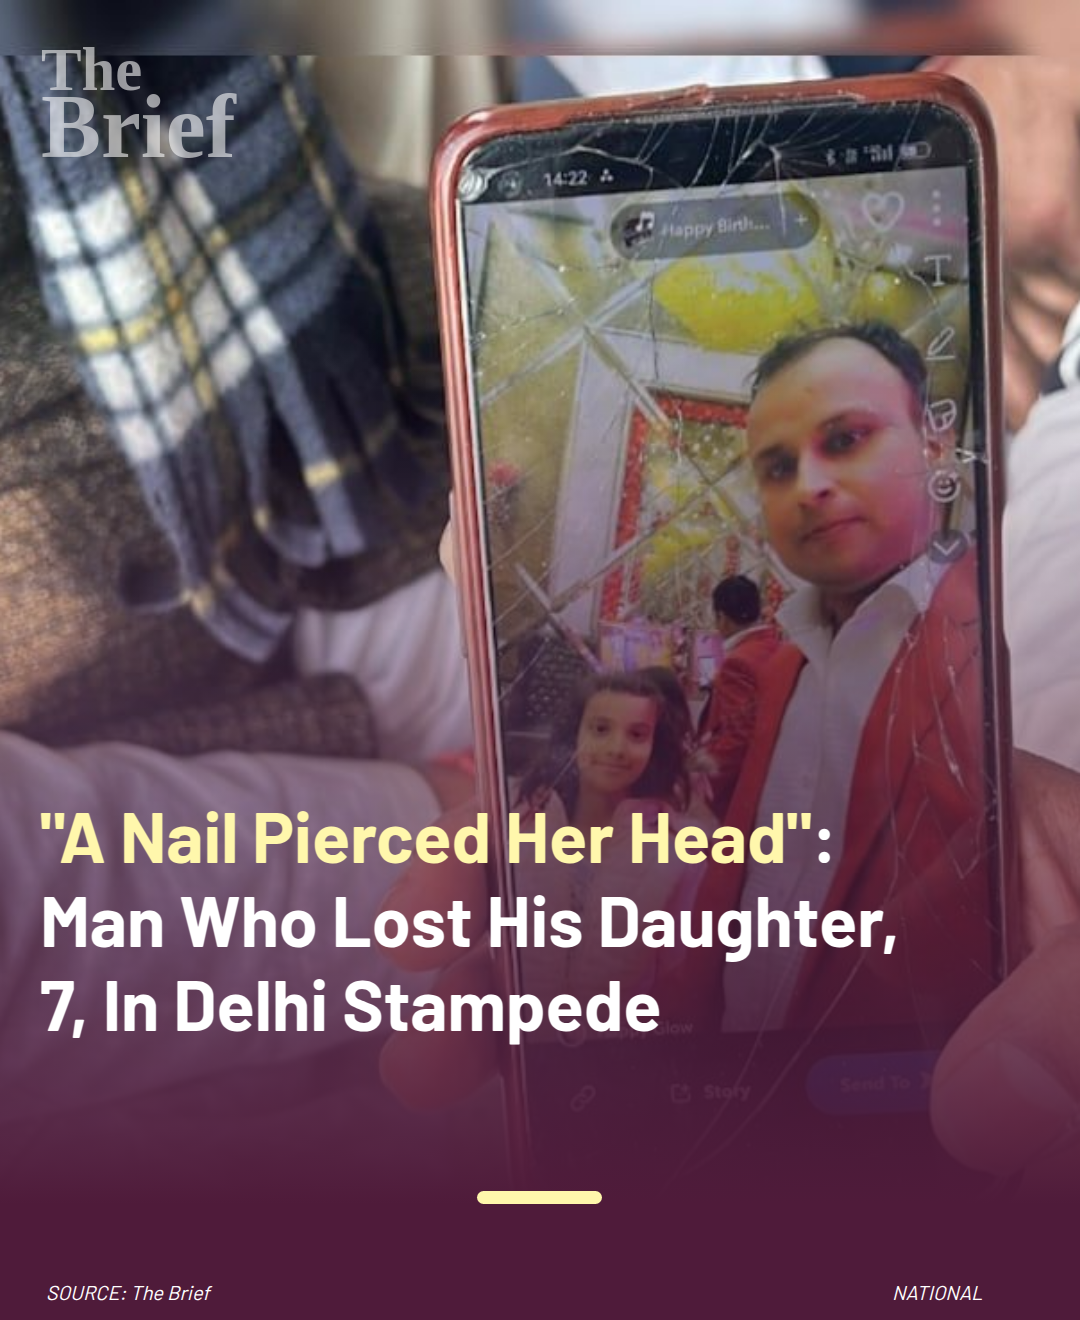 The
Brief
14:22
Happy Birth...
T
"A Nail Pierced Her Head":
Man Who Lost His Daughter,
7, In Delhi Stampede
Story
Send To
SOURCE: The Brief
NATIONAL